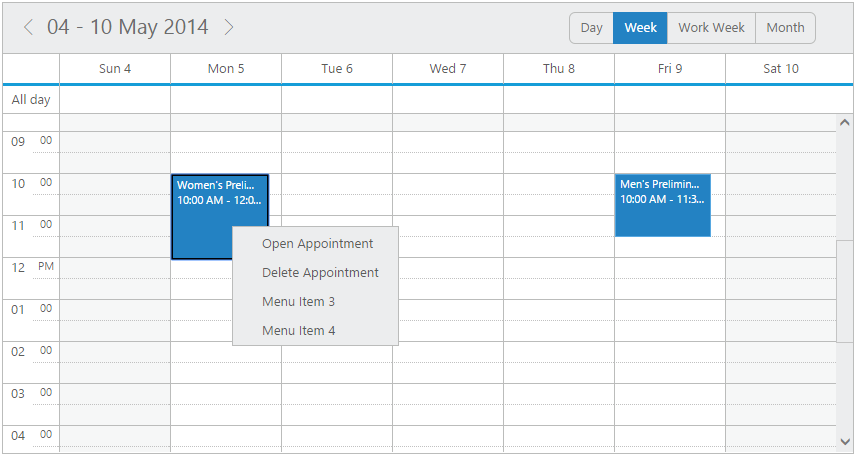 04 - 10 May 2014
Day Week Work Week Month
Sun 4 Mon 5 Tue 6 Wed 7 Thu 8 Fri 9 Sat 10
All day
09 00
10 00
Women's Preli...
10:00 AM - 12:0...
Men's Prelimin...
10:00 AM - 11:3...
11 00
Open Appointment
12 PM
Delete Appointment
01 00
Menu Item 3
Menu Item 4
02 00
03 00
04 00